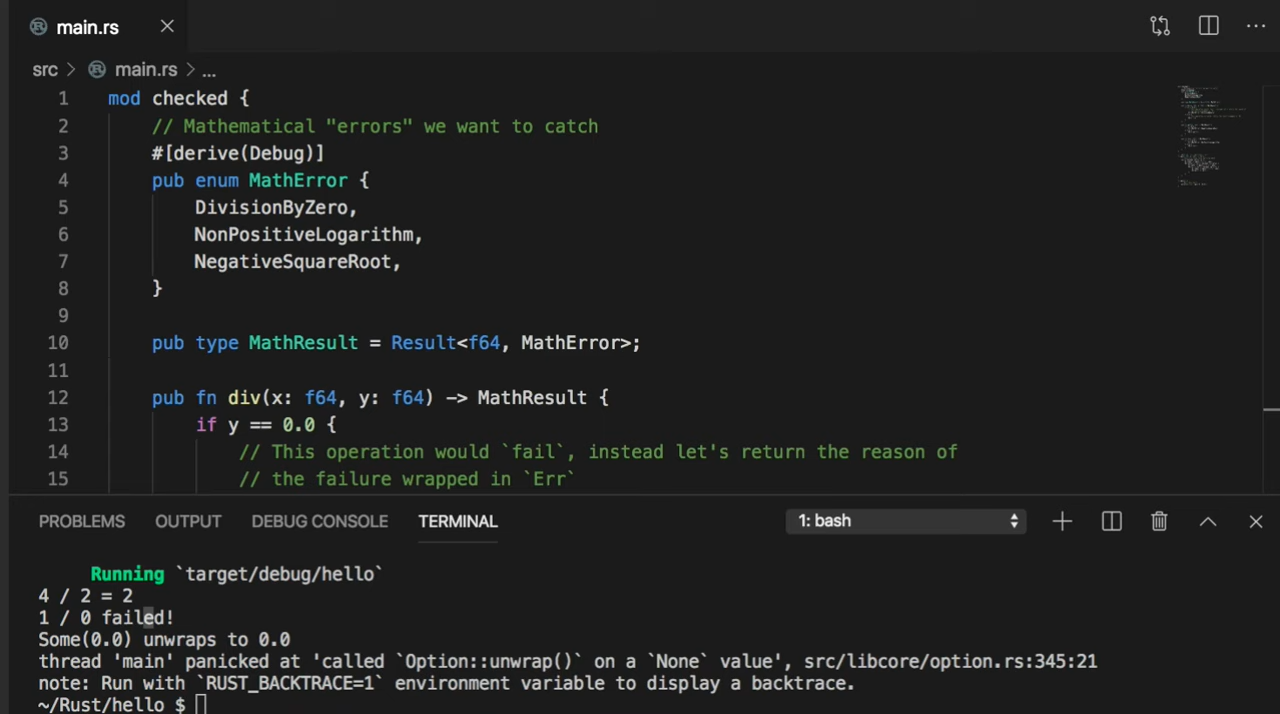 main.rs
src > main.rs > ...
1 mod checked {
2 // Mathematical "errors" we want to catch
3 #[derive(Debug)]
4 pub enum MathError {
5 DivisionByZero,
6 NonPositiveLogarithm,
7 NegativeSquareRoot,
8 }
9
10 pub type MathResult = Result<f64, MathError>;
11
12 pub fn div(x: f64, y: f64) -> MathResult {
13 if y == 0.0 {
14 // This operation would `fail`, instead let's return the reason of
15 // the failure wrapped in `Err`
PROBLEMS OUTPUT DEBUG CONSOLE TERMINAL 1: bash
Running `target/debug/hello`
4 / 2 = 2
1 / 0 failed!
Some(0.0) unwraps to 0.0
thread 'main' panicked at 'called `Option::unwrap()` on a `None` value', src/libcore/option.rs:345:21
note: Run with `RUST_BACKTRACE=1` environment variable to display a backtrace.
~/Rust/hello $